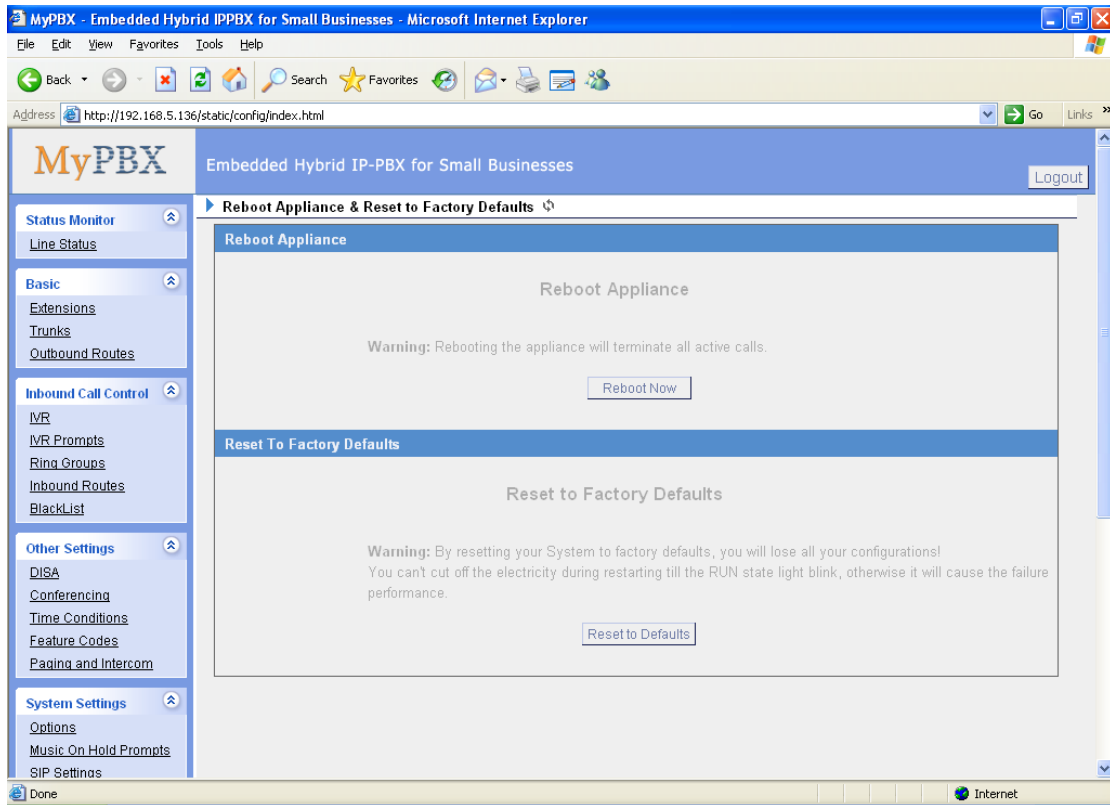 MyPBX - Embedded Hybrid IPPBX for Small Businesses - Microsoft Internet Explorer
File Edit View Favorites Tools Help
Back Search Favorites
Address http://192.168.5.136/static/config/index.html Go Links »
MyPBX
Embedded Hybrid IP-PBX for Small Businesses
Logout
Status Monitor
Line Status
Basic
Extensions
Trunks
Outbound Routes
Inbound Call Control
IVR
IVR Prompts
Ring Groups
Inbound Routes
BlackList
Other Settings
DISA
Conferencing
Time Conditions
Feature Codes
Paging and Intercom
System Settings
Options
Music On Hold Prompts
SIP Settings
Reboot Appliance & Reset to Factory Defaults
Reboot Appliance
Reboot Appliance
Warning: Rebooting the appliance will terminate all active calls.
Reboot Now
Reset To Factory Defaults
Reset to Factory Defaults
Warning: By resetting your System to factory defaults, you will lose all your configurations!
You can't cut off the electricity during restarting till the RUN state light blink, otherwise it will cause the failure
performance.
Reset to Defaults
Done Internet